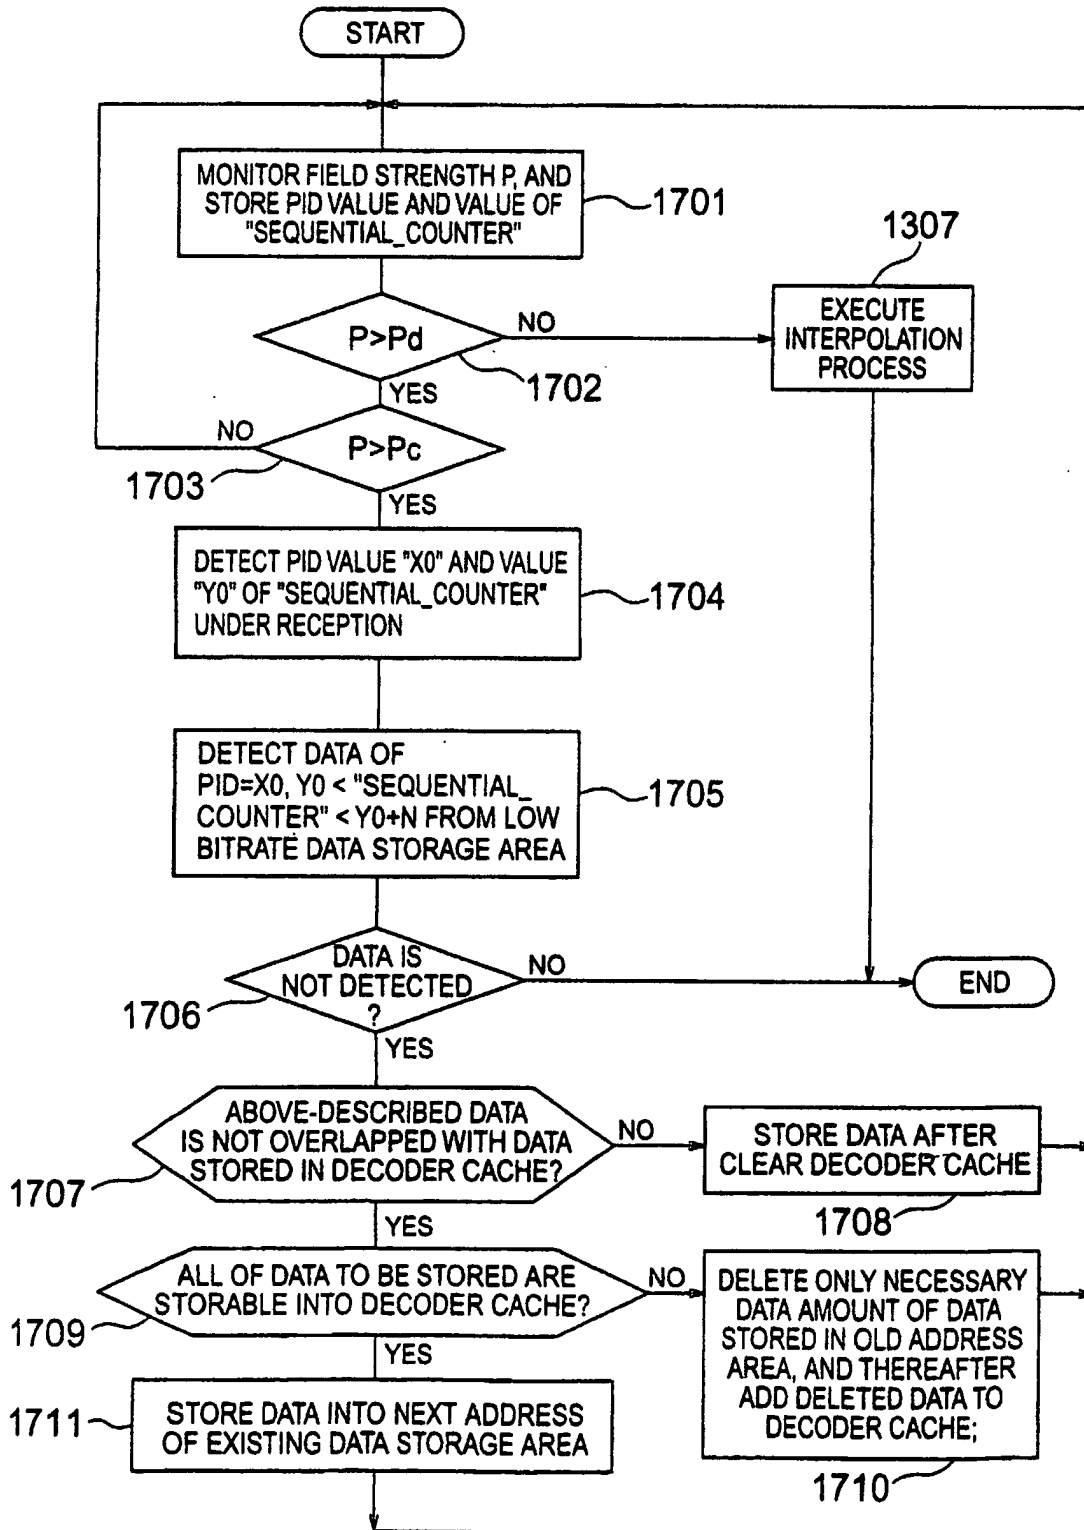 START
MONITOR FIELD STRENGTH P, AND
STORE PID VALUE AND VALUE OF
"SEQUENTIAL_COUNTER"
1701
1307
EXECUTE
INTERPOLATION
PROCESS
P>Pd
NO
1702
YES
P>Pc
NO
1703
YES
DETECT PID VALUE "X0" AND VALUE
"Y0" OF "SEQUENTIAL_COUNTER"
UNDER RECEPTION
1704
DETECT DATA OF
PID=X0, Y0 < "SEQUENTIAL_
COUNTER" < Y0+N FROM LOW
BITRATE DATA STORAGE AREA
1705
DATA IS
NOT DETECTED
?
NO
1706
YES
END
ABOVE-DESCRIBED DATA
IS NOT OVERLAPPED WITH DATA
STORED IN DECODER CACHE?
NO
1707
YES
STORE DATA AFTER
CLEAR DECODER CACHE
1708
ALL OF DATA TO BE STORED ARE
STORABLE INTO DECODER CACHE?
NO
1709
YES
DELETE ONLY NECESSARY
DATA AMOUNT OF DATA
STORED IN OLD ADDRESS
AREA, AND THEREAFTER
ADD DELETED DATA TO
DECODER CACHE;
1710
1711
STORE DATA INTO NEXT ADDRESS
OF EXISTING DATA STORAGE AREA